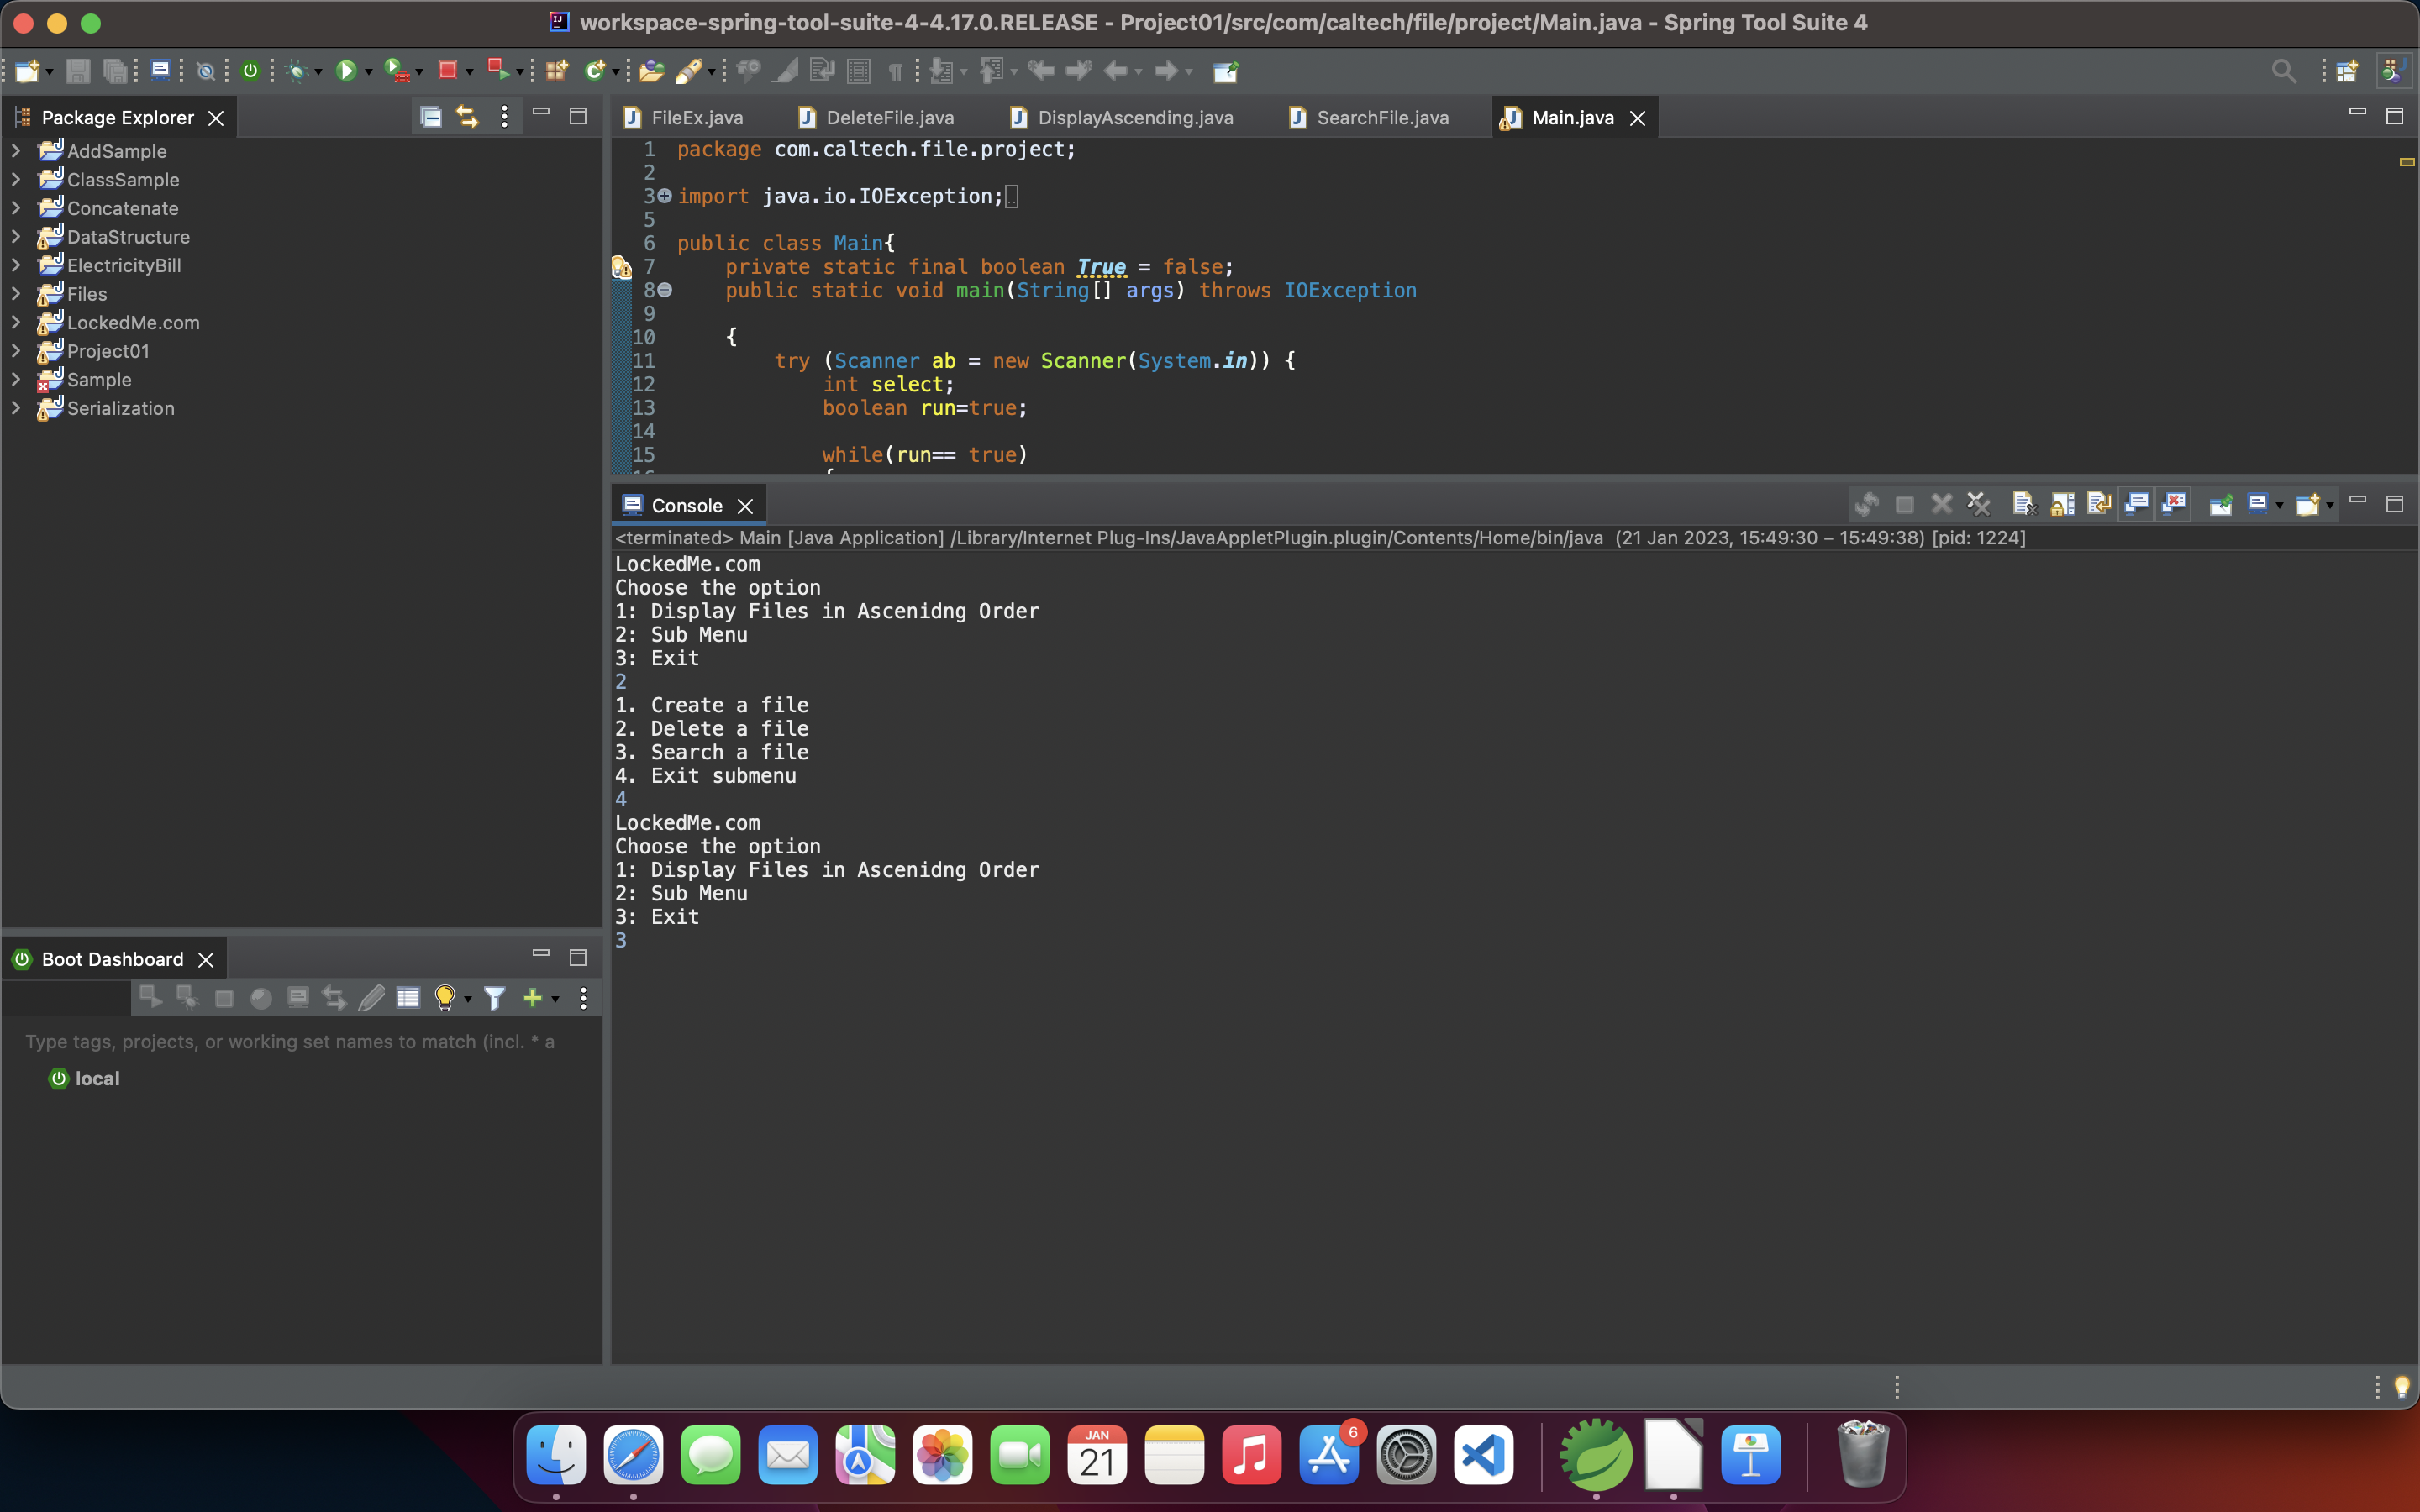 workspace-spring-tool-suite-4-4.17.0.RELEASE - Project01/src/com/caltech/file/project/Main.java - Spring Tool Suite 4
Package Explorer
AddSample
ClassSample
Concatenate
DataStructure
ElectricityBill
Files
LockedMe.com
Project01
Sample
Serialization
FileEx.java DeleteFile.java DisplayAscending.java SearchFile.java Main.java
1 package com.caltech.file.project;
2
3 import java.io.IOException;
5
6 public class Main{
7 private static final boolean True = false;
8 public static void main(String[] args) throws IOException
9
10 {
11 try (Scanner ab = new Scanner(System.in)) {
12 int select;
13 boolean run=true;
14
15 while(run== true)
Console
<terminated> Main [Java Application] /Library/Internet Plug-Ins/JavaAppletPlugin.plugin/Contents/Home/bin/java (21 Jan 2023, 15:49:30 – 15:49:38) [pid: 1224]
LockedMe.com
Choose the option
1: Display Files in Ascenidng Order
2: Sub Menu
3: Exit
2
1. Create a file
2. Delete a file
3. Search a file
4. Exit submenu
4
LockedMe.com
Choose the option
1: Display Files in Ascenidng Order
2: Sub Menu
3: Exit
3
Boot Dashboard
Type tags, projects, or working set names to match (incl. * a
local
JAN
21
6